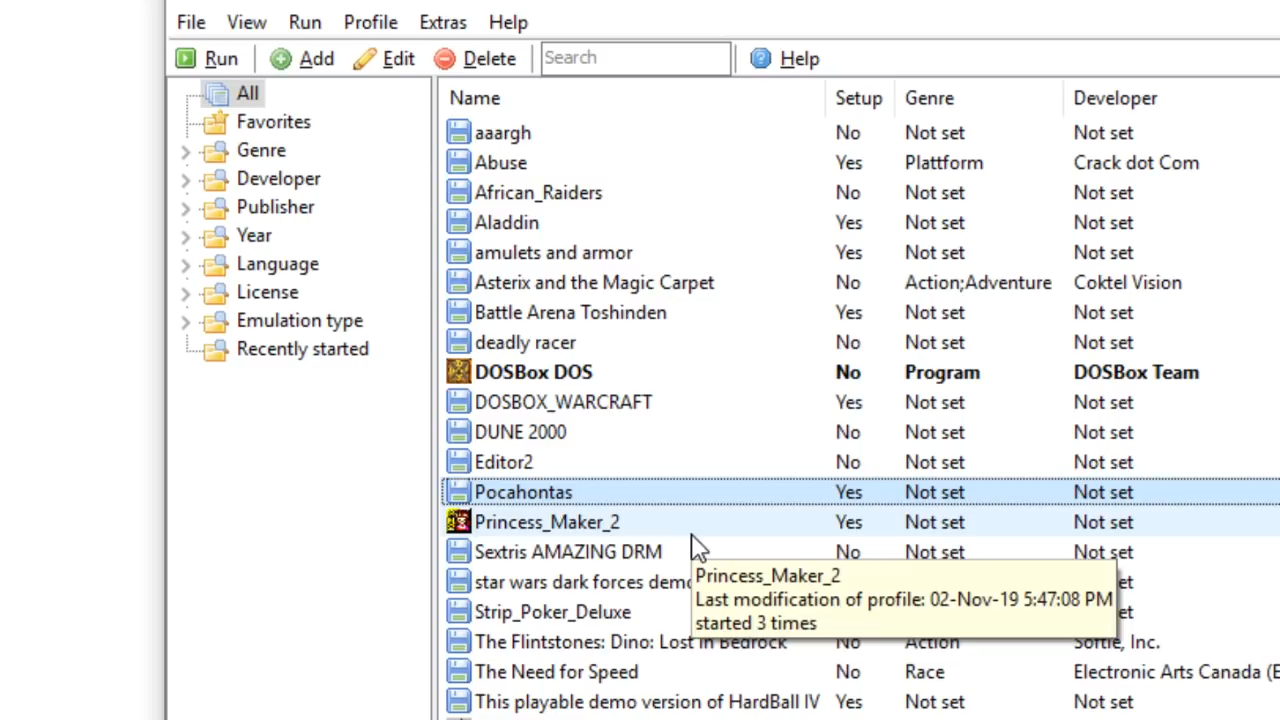 File View Run Profile Extras Help
Run Add Edit Delete Search Help
All
Favorites
Genre
Developer
Publisher
Year
Language
License
Emulation type
Recently started
Name Setup Genre Developer
aaargh No Not set Not set
Abuse Yes Plattform Crack dot Com
African_Raiders No Not set Not set
Aladdin Yes Not set Not set
amulets and armor Yes Not set Not set
Asterix and the Magic Carpet No Action;Adventure Coktel Vision
Battle Arena Toshinden Yes Not set Not set
deadly racer No Not set Not set
DOSBox DOS No Program DOSBox Team
DOSBOX_WARCRAFT Yes Not set Not set
DUNE 2000 No Not set Not set
Editor2 No Not set Not set
Pocahontas Yes Not set Not set
Princess_Maker_2 Yes Not set Not set
Sextris AMAZING DRM No Not set Not set
star wars dark forces demo et
Strip_Poker_Deluxe et
Princess_Maker_2
Last modification of profile: 02-Nov-19 5:47:08 PM
started 3 times
The Flintstones: Dino: Lost in Bedrock No Action Softie, Inc.
The Need for Speed No Race Electronic Arts Canada (E
This playable demo version of HardBall IV Yes Not set Not set